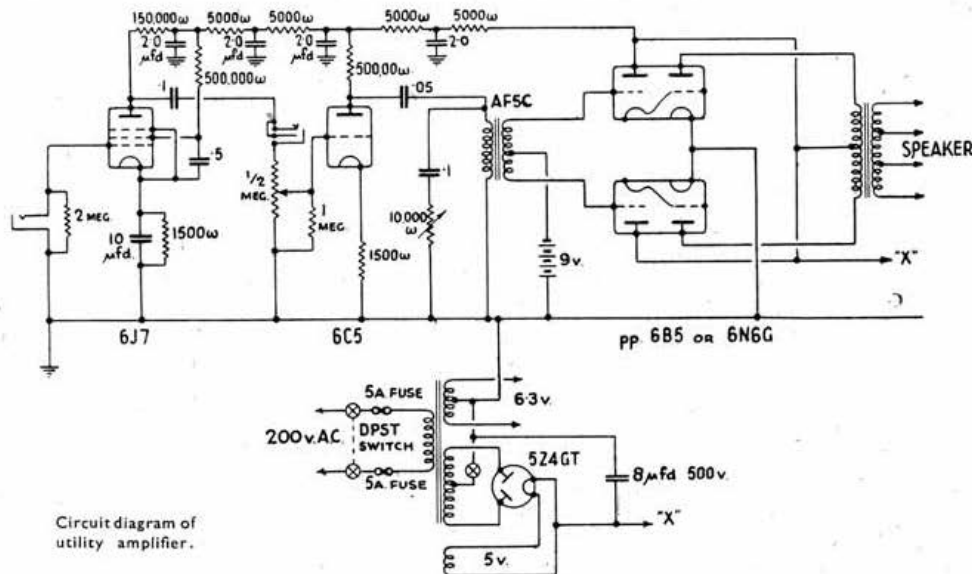 150,000ω
5000ω
5000ω
5000ω
5000ω
2·0 μfd
2·0 μfd
2·0 μfd
2·0
500,000ω
500,00ω
·1
·05
AF5C
·5
·1
1/2 MEG.
1 MEG.
10,000 ω
2 MEG.
10 μfd.
1500ω
1500ω
9v.
SPEAKER
"X"
6J7
6C5
pp. 6B5 OR 6N6G
5A. FUSE
200v. A.C.
DPST SWITCH
5A. FUSE
6·3v.
5Z4GT
8μfd 500v.
"X"
5v.
Circuit diagram of
utility amplifier.